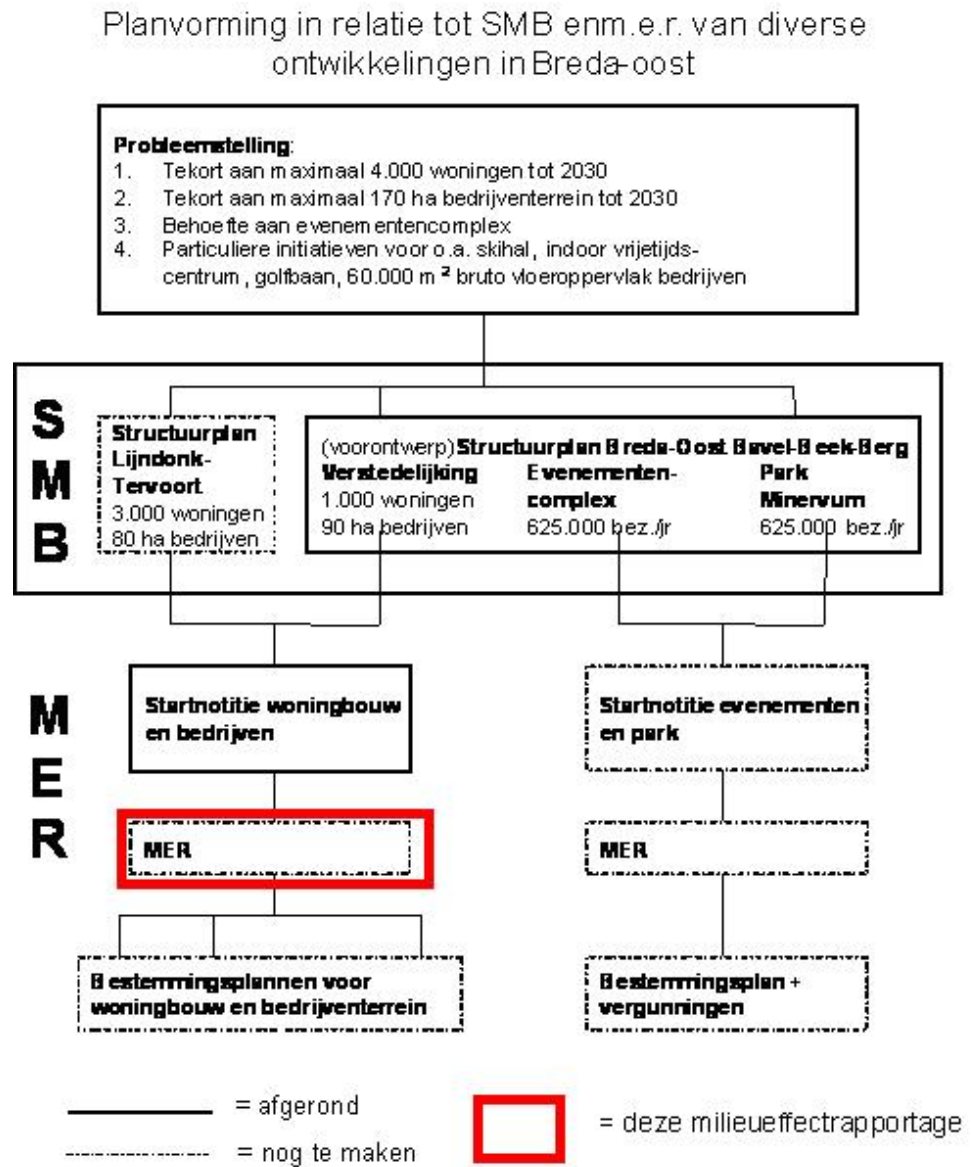 Planvorming in relatie tot SMB enm.e.r. van diverse
ontwikkelingen in Breda-oost
Probleemstelling:
1. Tekort aan maximaal 4.000 woningen tot 2030
2. Tekort aan maximaal 170 ha bedrijventerrein tot 2030
3. Behoefte aan evenementencomplex
4. Particuliere initiatieven voor o.a. skihal, indoor vrijetijds-
centrum, golfbaan, 60.000 m² bruto vloeroppervlak bedrijven
SMB
Structuurplan
Lijndonk-
Tervoort
3.000 woningen
80 ha bedrijven
(voorontwerp) Structuurplan Breda-Oost Bavel-Beek-Berg
Verstedelijking
1.000 woningen
90 ha bedrijven
Evenementen-
complex
625.000 bez./jr
Park
Minervum
625.000 bez./jr
MER
Startnotitie woningbouw
en bedrijven
Startnotitie evenementen
en park
MER
MER
Bestemmingsplannen voor
woningbouw en bedrijventerrein
Bestemmingsplan +
vergunningen
= afgerond
= nog te maken
= deze milieueffectrapportage